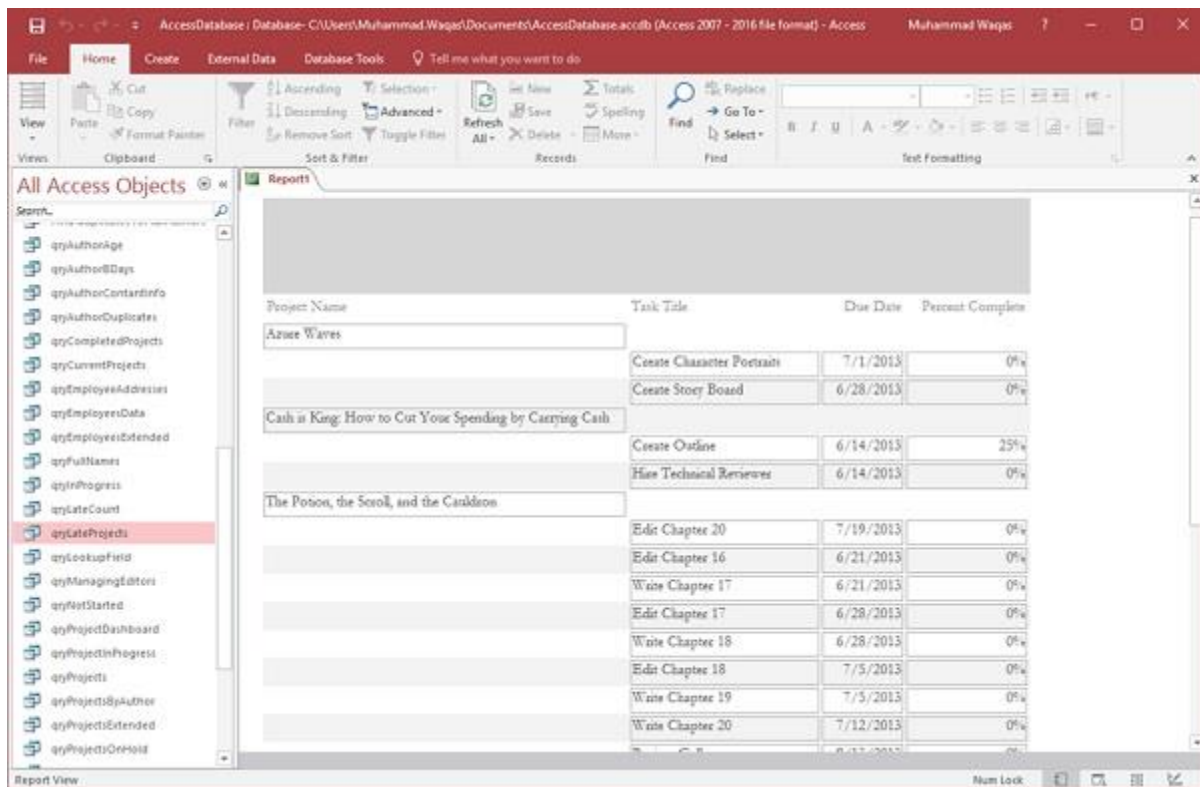 AccessDatabase : Database- C:\Users\Muhammad.Waqas\Documents\AccessDatabase.accdb (Access 2007 - 2016 file format) - Access Muhammad Waqas ?
File Home Create External Data Database Tools Tell me what you want to do
View
Paste
Cut
Copy
Format Painter
Filter
Ascending
Descending
Remove Sort
Selection
Advanced
Toggle Filter
Refresh
All
New
Save
Delete
Totals
Spelling
More
Find
Replace
Go To
Select
B I U A
Views Clipboard Sort & Filter Records Find Text Formatting
All Access Objects
Search...
qryAuthorAge
qryAuthorBDays
qryAuthorContantInfo
qryAuthorDuplicates
qryCompletedProjects
qryCurrentProjects
qryEmployeeAddresses
qryEmployeesData
qryEmployeesExtended
qryFullNames
qryInProgress
qryLateCount
qryLateProjects
qryLookupField
qryManagingEditors
qryNotStarted
qryProjectDashboard
qryProjectInProgress
qryProjects
qryProjectsByAuthor
qryProjectsExtended
qryProjectsOnHold
Report1
Project Name Task Title Due Date Percent Complete
Azure Waves
Create Character Portraits 7/1/2013 0%
Create Story Board 6/28/2013 0%
Cash is King: How to Cut Your Spending by Carrying Cash
Create Outline 6/14/2013 25%
Hire Technical Reviewer 6/14/2013 0%
The Potion, the Scroll, and the Cauldron
Edit Chapter 20 7/19/2013 0%
Edit Chapter 16 6/21/2013 0%
Write Chapter 17 6/21/2013 0%
Edit Chapter 17 6/28/2013 0%
Write Chapter 18 6/28/2013 0%
Edit Chapter 18 7/5/2013 0%
Write Chapter 19 7/5/2013 0%
Write Chapter 20 7/12/2013 0%
Report View Num Lock